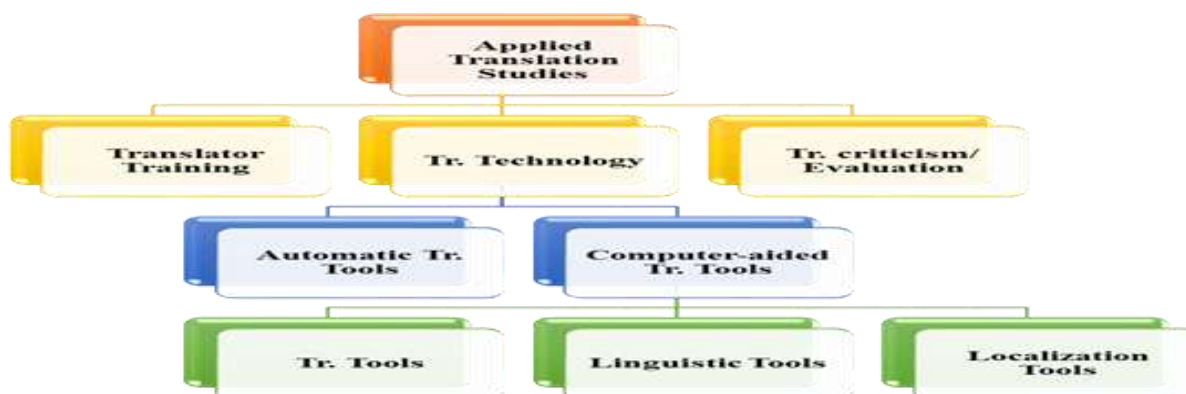 Applied
Translation
Studies
Translator
Training
Tr. Technology
Tr. criticism/
Evaluation
Automatic Tr.
Tools
Computer-aided
Tr. Tools
Tr. Tools
Linguistic Tools
Localization
Tools